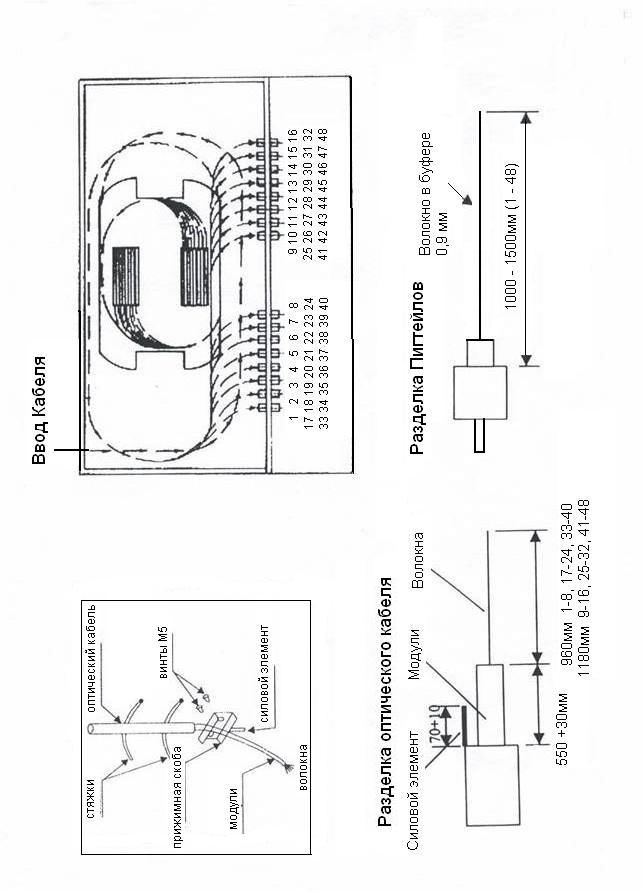 Ввод Кабеля
1 2 3 4 5 6 7 8
17 18 19 20 21 22 23 24
33 34 35 36 37 38 39 40
9 10 11 12 13 14 15 16
25 26 27 28 29 30 31 32
41 42 43 44 45 46 47 48
оптический кабель
стяжки
винты М5
прижимная скоба
силовой элемент
модули
волокна
Разделка Пигтейлов
Волокно в буфере
0,9 мм
1000 - 1500мм (1 - 48)
Разделка оптического кабеля
Силовой элемент
Модули
Волокна
70+10
550 +30мм
960мм 1-8, 17-24, 33-40
1180мм 9-16, 25-32, 41-48